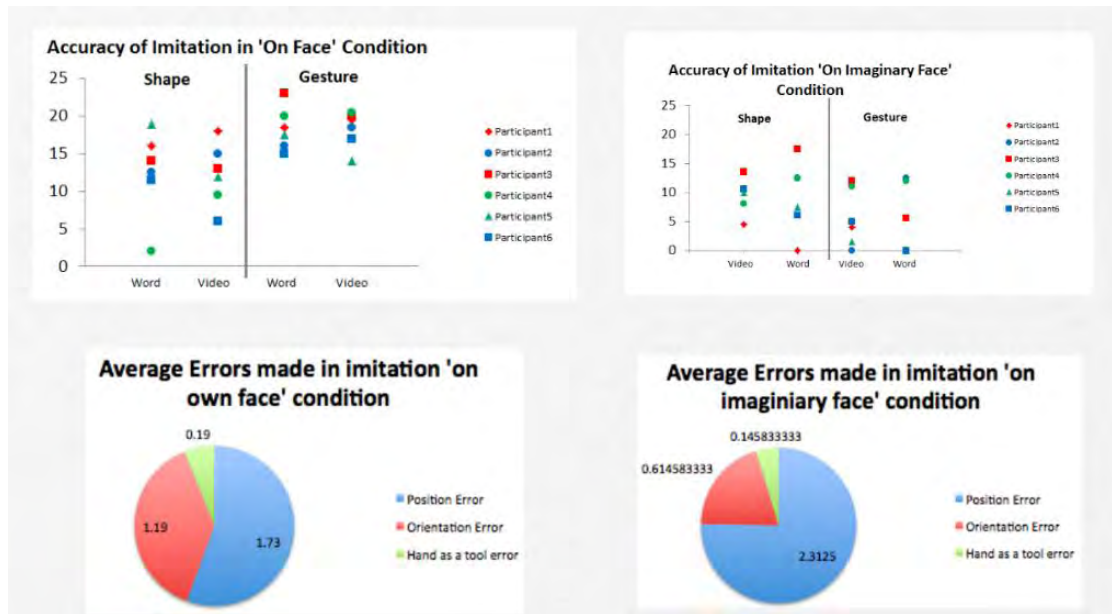 Accuracy of Imitation in 'On Face' Condition
Shape
Gesture
25
20
15
10
5
0
Word
Video
Word
Video
Participant1
Participant2
Participant3
Participant4
Participant5
Participant6
Accuracy of Imitation 'On Imaginary Face'
Condition
Shape
Gesture
25
20
15
10
5
0
Video
Word
Video
Word
Participant1
Participant2
Participant3
Participant4
Participant5
Participant6
Average Errors made in imitation 'on
own face' condition
0.19
1.19
1.73
Position Error
Orientation Error
Hand as a tool error
Average Errors made in imitation 'on
imaginiary face' condition
0.145833333
0.614583333
2.3125
Position Error
Orientation Error
Hand as a tool error